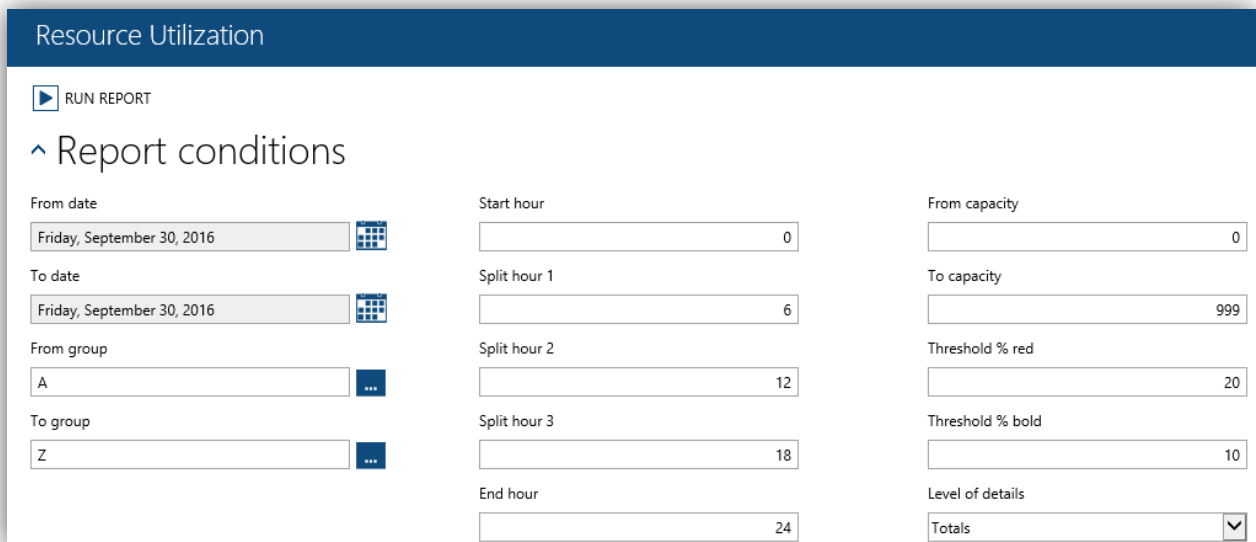 Resource Utilization
RUN REPORT
Report conditions
From date
Friday, September 30, 2016
To date
Friday, September 30, 2016
From group
A
...
To group
Z
...
Start hour
0
Split hour 1
6
Split hour 2
12
Split hour 3
18
End hour
24
From capacity
0
To capacity
999
Threshold % red
20
Threshold % bold
10
Level of details
Totals